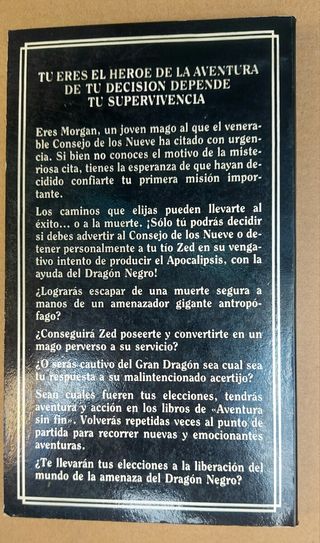 TU ERES EL HEROE DE LA AVENTURA
DE TU DECISION DEPENDE
TU SUPERVIVENCIA
Eres Morgan, un joven mago al que el venera-
ble Consejo de los Nueve ha citado con urgen-
cia. Si bien no conoces el motivo de la miste-
riosa cita, tienes la esperanza de que hayan de-
cidido confiarte tu primera misión impor-
tante.
Los caminos que elijas pueden llevarte al
éxito... o a la muerte. ¡Sólo tú podrás decidir
si debes advertir al Consejo de los Nueve o de-
tener personalmente a tu tío Zed en su venga-
tivo intento de producir el Apocalipsis, con la
ayuda del Dragón Negro!
¿Lograrás escapar de una muerte segura a
manos de un amenazador gigante antropó-
fago?
¿Conseguirá Zed poseerte y convertirte en un
mago perverso a su servicio?
¿O serás cautivo del Gran Dragón sea cual sea
tu respuesta a su malintencionado acertijo?
Sean cuales fueren tus elecciones, tendrás
aventura y acción en los libros de «Aventura
sin fin». Volverás repetidas veces al punto de
partida para recorrer nuevas y emocionantes
aventuras.
¿Te llevarán tus elecciones a la liberación del
mundo de la amenaza del Dragón Negro?